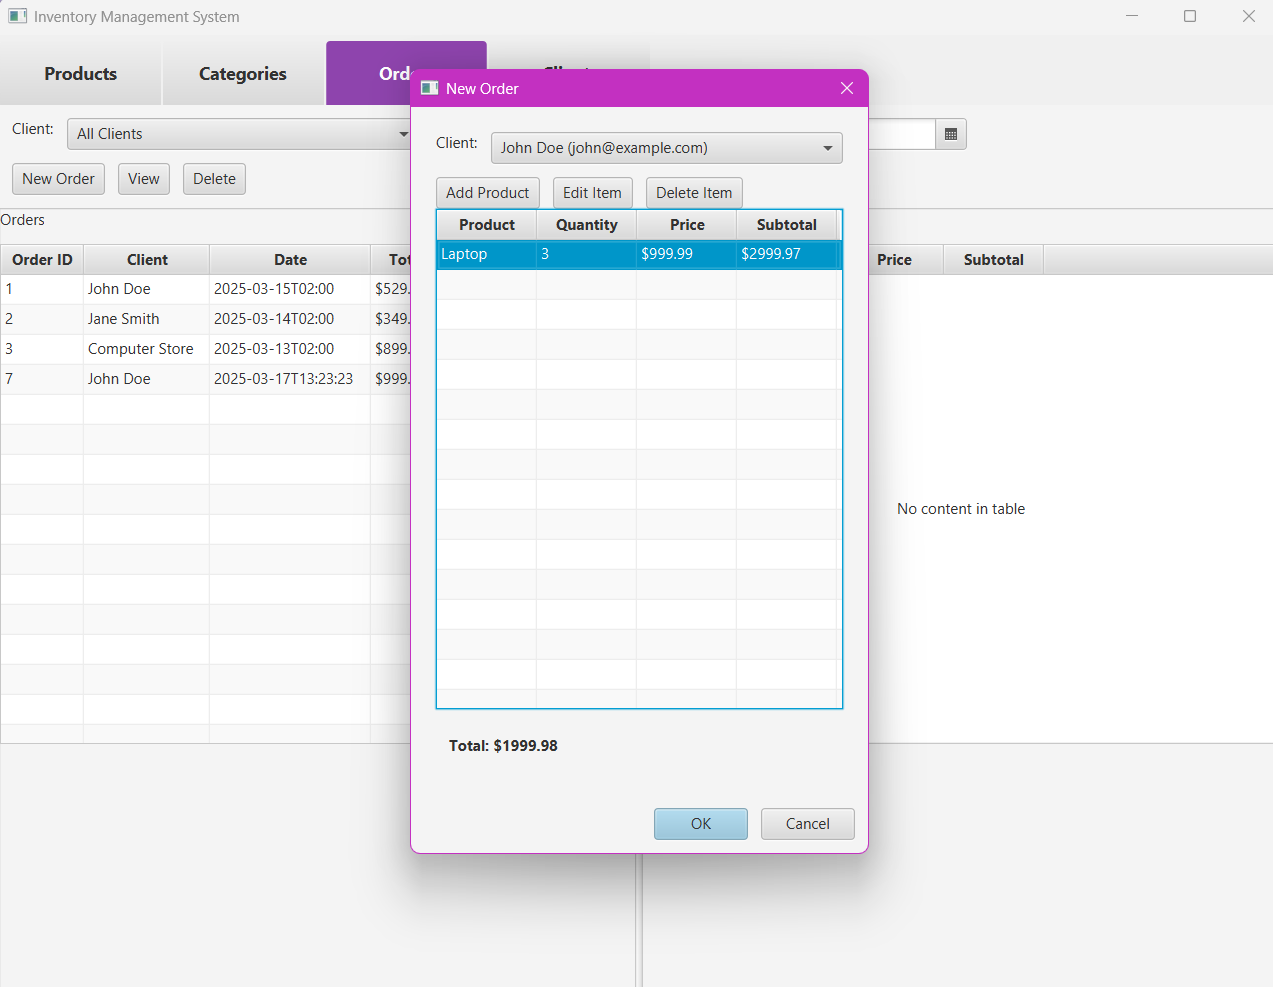 Inventory Management System
Products Categories
New Order
Client: All Clients
Client: John Doe (john@example.com)
New Order View Delete
Add Product Edit Item Delete Item
Orders
Product Quantity Price Subtotal
Laptop 3 $999.99 $2999.97
Order ID Client Date
Price Subtotal
1 John Doe 2025-03-15T02:00 $529.
2 Jane Smith 2025-03-14T02:00 $349.
3 Computer Store 2025-03-13T02:00 $899.
7 John Doe 2025-03-17T13:23:23 $999.
No content in table
Total: $1999.98
OK Cancel